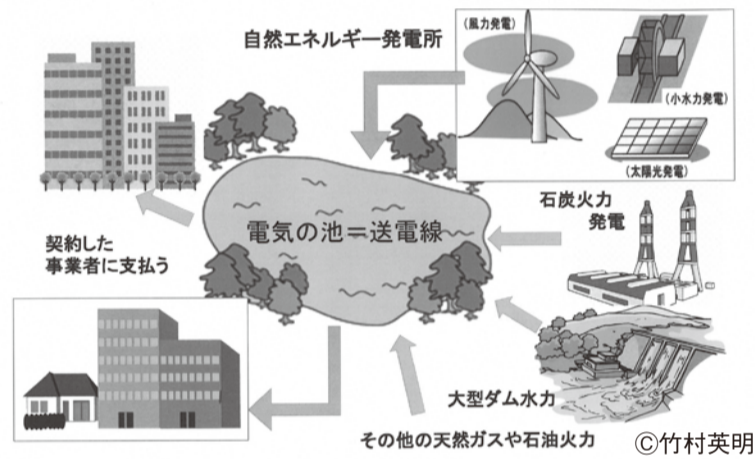 自然エネルギー発電所
(風力発電)
(小水力発電)
(太陽光発電)
石炭火力
発電
電気の池＝送電線
契約した
事業者に支払う
大型ダム水力
その他の天然ガスや石油火力
©竹村英明